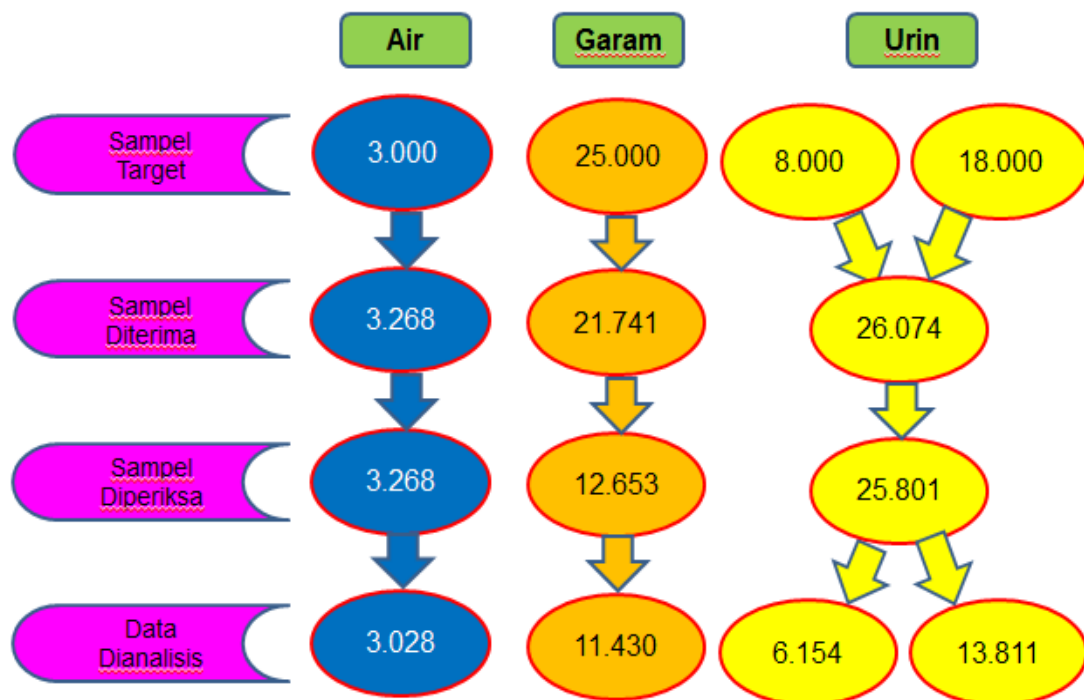 Air
Garam
Urin
Sampel
Target
3.000
25.000
8.000
18.000
Sampel
Diterima
3.268
21.741
26.074
Sampel
Diperiksa
3.268
12.653
25.801
Data
Dianalisis
3.028
11.430
6.154
13.811